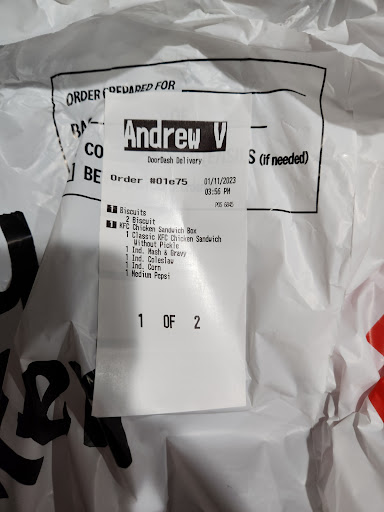 ORDER PREPARED FOR
BA
Andrew V
CO
S (if needed)
DoorDash Delivery
BE
Order #01e75 01/11/2023
03:56 PM
POS 6845
1 Biscuits
2 Biscuit
1 KFC Chicken Sandwich Box
1 Classic KFC Chicken Sandwich
Without Pickle
1 Ind. Mash & Gravy
1 Ind. Coleslaw
1 Ind. Corn
1 Medium Pepsi
1 OF 2